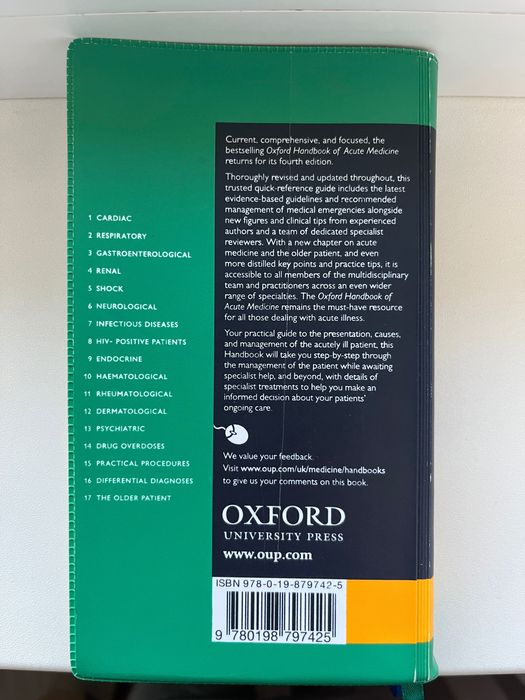 1 CARDIAC
2 RESPIRATORY
3 GASTROENTEROLOGICAL
4 RENAL
5 SHOCK
6 NEUROLOGICAL
7 INFECTIOUS DISEASES
8 HIV- POSITIVE PATIENTS
9 ENDOCRINE
10 HAEMATOLOGICAL
11 RHEUMATOLOGICAL
12 DERMATOLOGICAL
13 PSYCHIATRIC
14 DRUG OVERDOSES
15 PRACTICAL PROCEDURES
16 DIFFERENTIAL DIAGNOSES
17 THE OLDER PATIENT
Current, comprehensive, and focused, the
bestselling Oxford Handbook of Acute Medicine
returns for its fourth edition.
Thoroughly revised and updated throughout, this
trusted quick-reference guide includes the latest
evidence-based guidelines and recommended
management of medical emergencies alongside
new figures and clinical tips from experienced
authors and a team of dedicated specialist
reviewers. With a new chapter on acute
medicine and the older patient, and even
more distilled key points and practice tips, it is
accessible to all members of the multidisciplinary
team and practitioners across an even wider
range of specialties. The Oxford Handbook of
Acute Medicine remains the must-have resource
for all those dealing with acute illness.
Your practical guide to the presentation, causes,
and management of the acutely ill patient, this
Handbook will take you step-by-step through
the management of the patient while awaiting
specialist help, and beyond, with details of
specialist treatments to help you make an
informed decision about your patients'
ongoing care.
We value your feedback.
Visit www.oup.com/uk/medicine/handbooks
to give us your comments on this book.
OXFORD
UNIVERSITY PRESS
www.oup.com
ISBN 978-0-19-879742-5
9 780198 797425